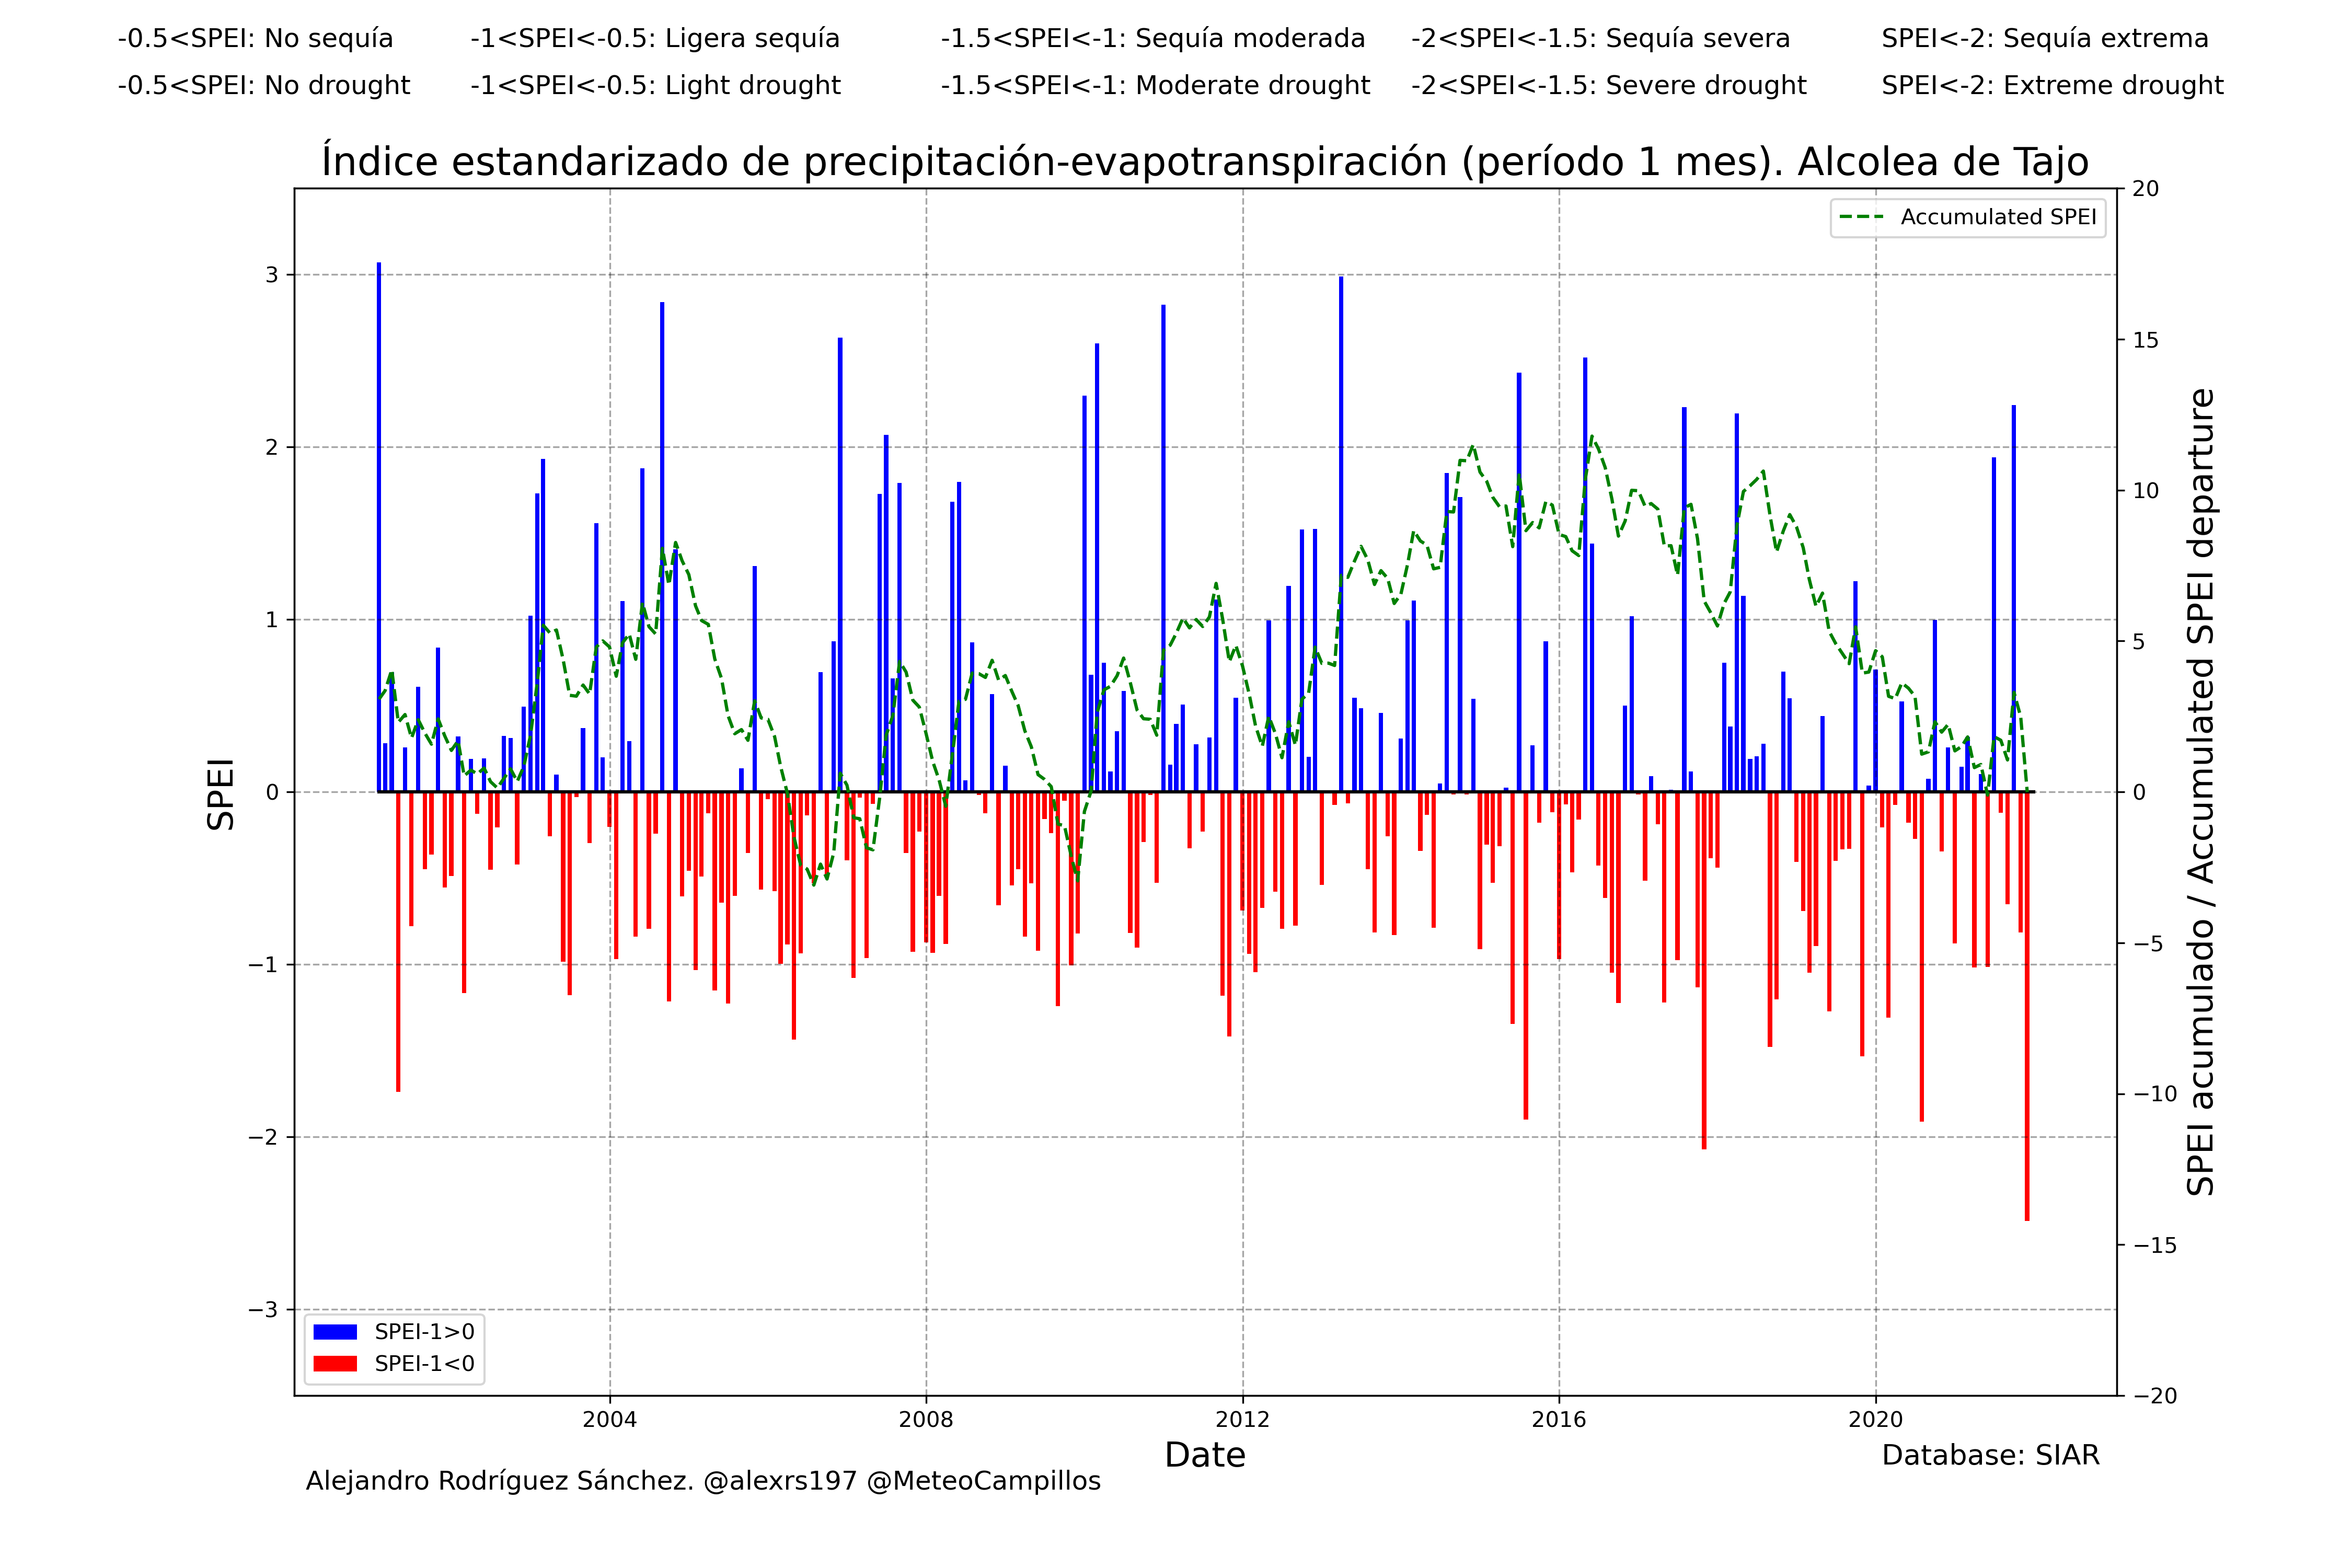 -0.5<SPEI: No sequía -1<SPEI<-0.5: Ligera sequía -1.5<SPEI<-1: Sequía moderada -2<SPEI<-1.5: Sequía severa SPEI<-2: Sequía extrema
-0.5<SPEI: No drought -1<SPEI<-0.5: Light drought -1.5<SPEI<-1: Moderate drought -2<SPEI<-1.5: Severe drought SPEI<-2: Extreme drought
Índice estandarizado de precipitación-evapotranspiración (período 1 mes). Alcolea de Tajo
Accumulated SPEI
SPEI
3
2
1
0
−1
−2
−3
20
15
10
5
0
−5
−10
−15
−20
SPEI acumulado / Accumulated SPEI departure
SPEI-1>0
SPEI-1<0
2004 2008 2012 2016 2020
Date
Database: SIAR
Alejandro Rodríguez Sánchez. @alexrs197 @MeteoCampillos